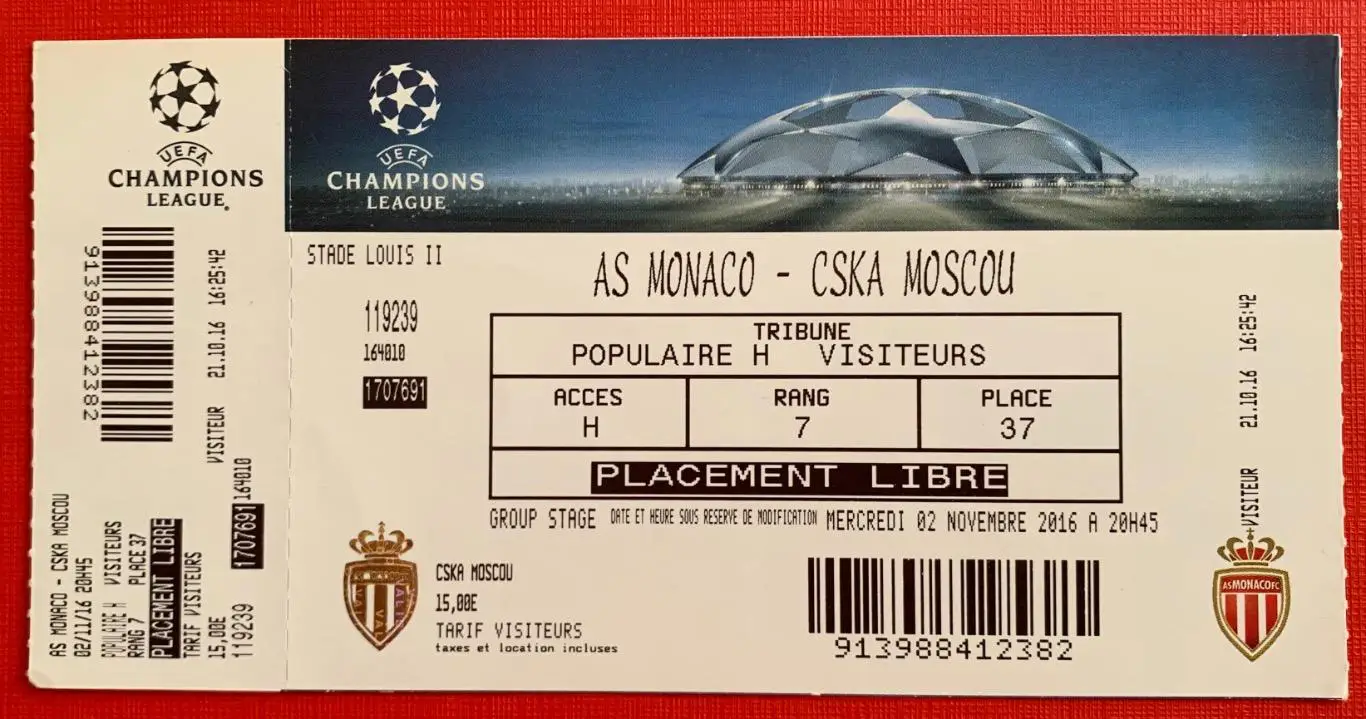 UEFA
CHAMPIONS
LEAGUE®
913988412382
21.10.16 16:25:42
VISITEUR
164010
1707691
119239
AS MONACO - CSKA MOSCOU
02/11/16 20H45
POPULAIRE H VISITEURS
RANG 7 PLACE 37
PLACEMENT LIBRE
TARIF VISITEURS
15,00E
UEFA
CHAMPIONS
LEAGUE
STADE LOUIS II
AS MONACO - CSKA MOSCOU
119239
164010
1707691
TRIBUNE
POPULAIRE H VISITEURS
ACCES RANG PLACE
H 7 37
PLACEMENT LIBRE
GROUP STAGE DATE ET HEURE SOUS RESERVE DE MODIFICATION MERCREDI 02 NOVEMBRE 2016 A 20H45
CSKA MOSCOU
15,00E
TARIF VISITEURS
taxes et location incluses
913988412382
21.10.16 16:25:42
+VISITEUR
AS MONACO FC